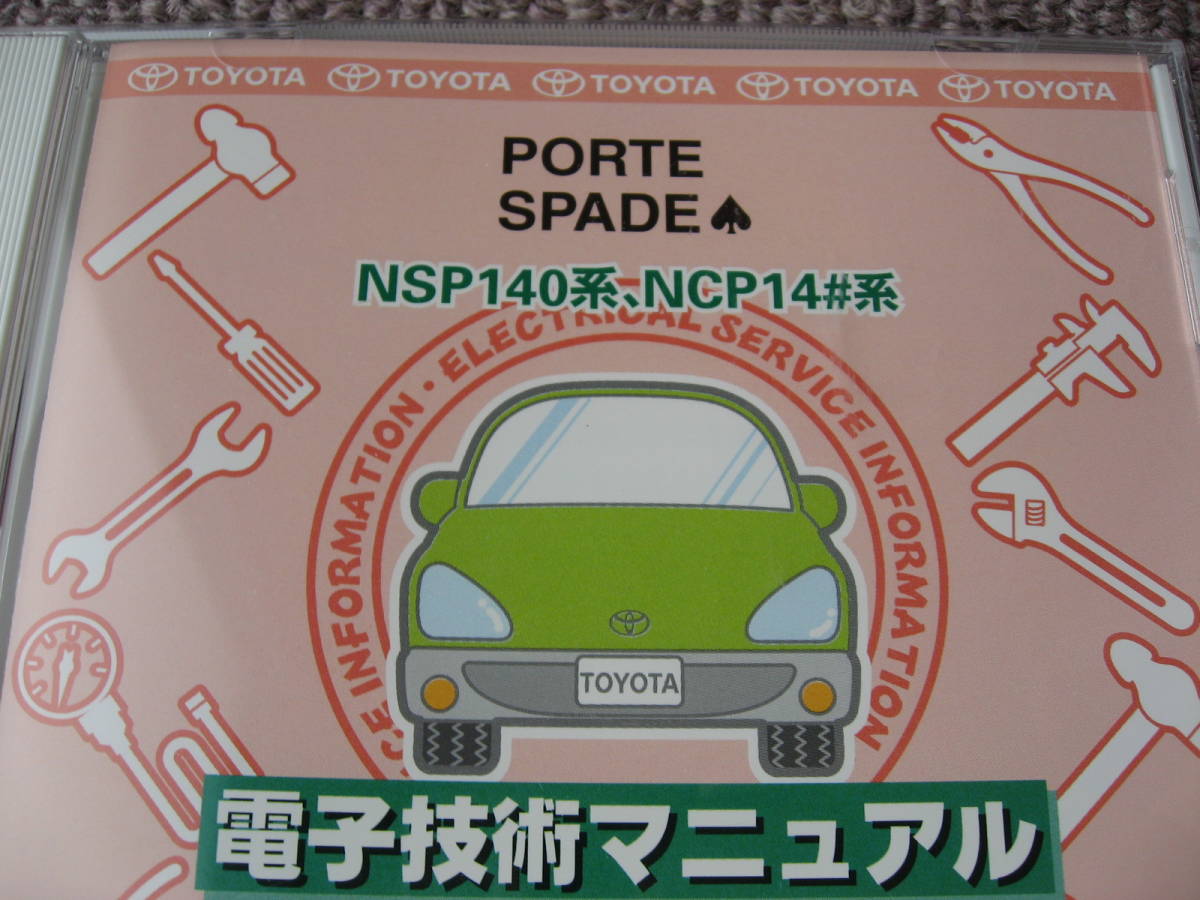 TOYOTA TOYOTA TOYOTA TOYOTA TOYOTA
PORTE
SPADE♠
NSP140系、NCP14#系
INFORMATION・ELECTRICAL SERVICE INFORMATION
TOYOTA
電子技術マニュアル